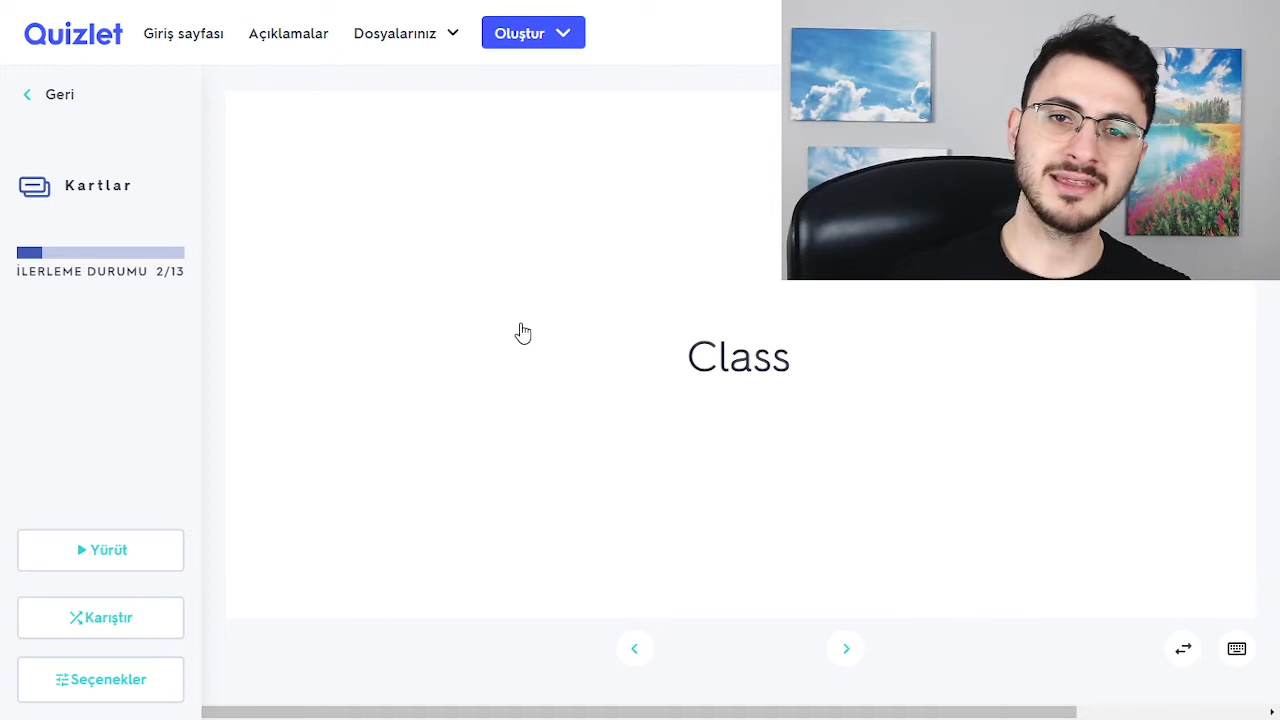 Quizlet
Giriş sayfası
Açıklamalar
Dosyalarınız
Oluştur
Geri
Kartlar
İLERLEME DURUMU 2/13
Class
Yürüt
Karıştır
Seçenekler